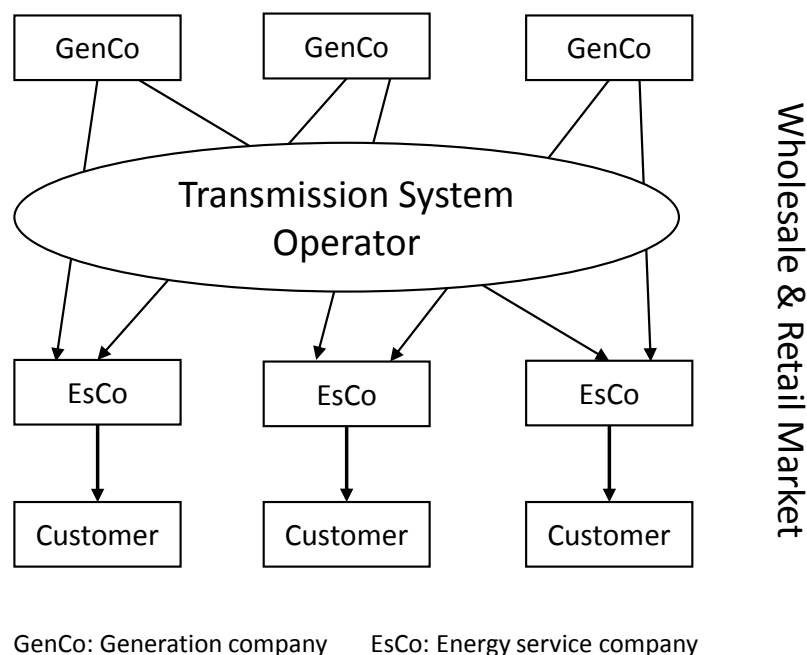 GenCo
GenCo
GenCo
Transmission System
Operator
EsCo
EsCo
EsCo
Customer
Customer
Customer
Wholesale & Retail Market
GenCo: Generation company EsCo: Energy service company